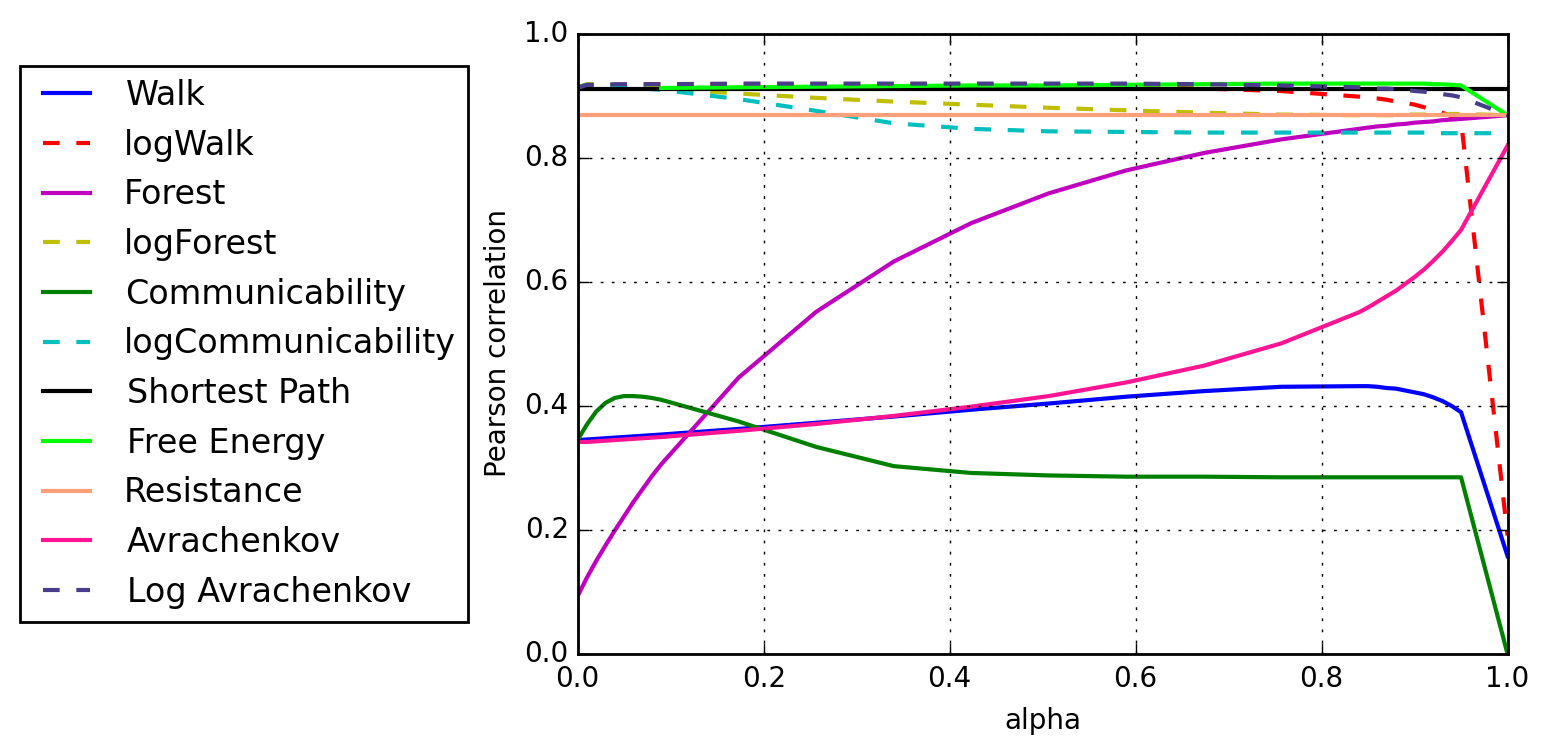 Walk
logWalk
Forest
logForest
Communicability
logCommunicability
Shortest Path
Free Energy
Resistance
Avrachenkov
Log Avrachenkov
Pearson correlation
1.0
0.8
0.6
0.4
0.2
0.0
0.0 0.2 0.4 0.6 0.8 1.0
alpha